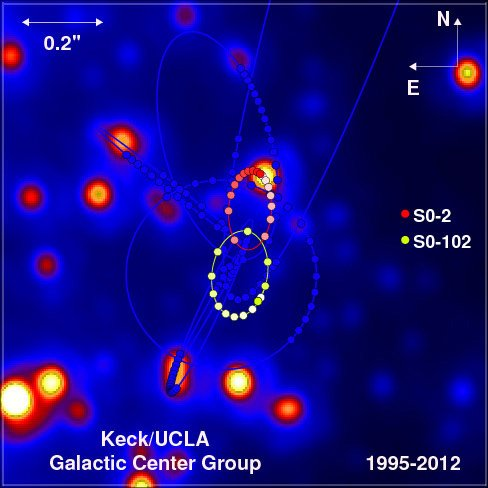 0.2"
N
E
S0-2
S0-102
Keck/UCLA
Galactic Center Group
1995-2012